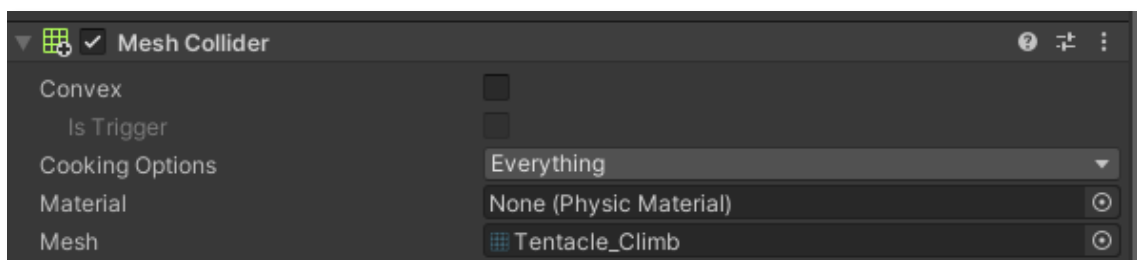 Mesh Collider
Convex
Is Trigger
Cooking Options Everything
Material None (Physic Material)
Mesh Tentacle_Climb